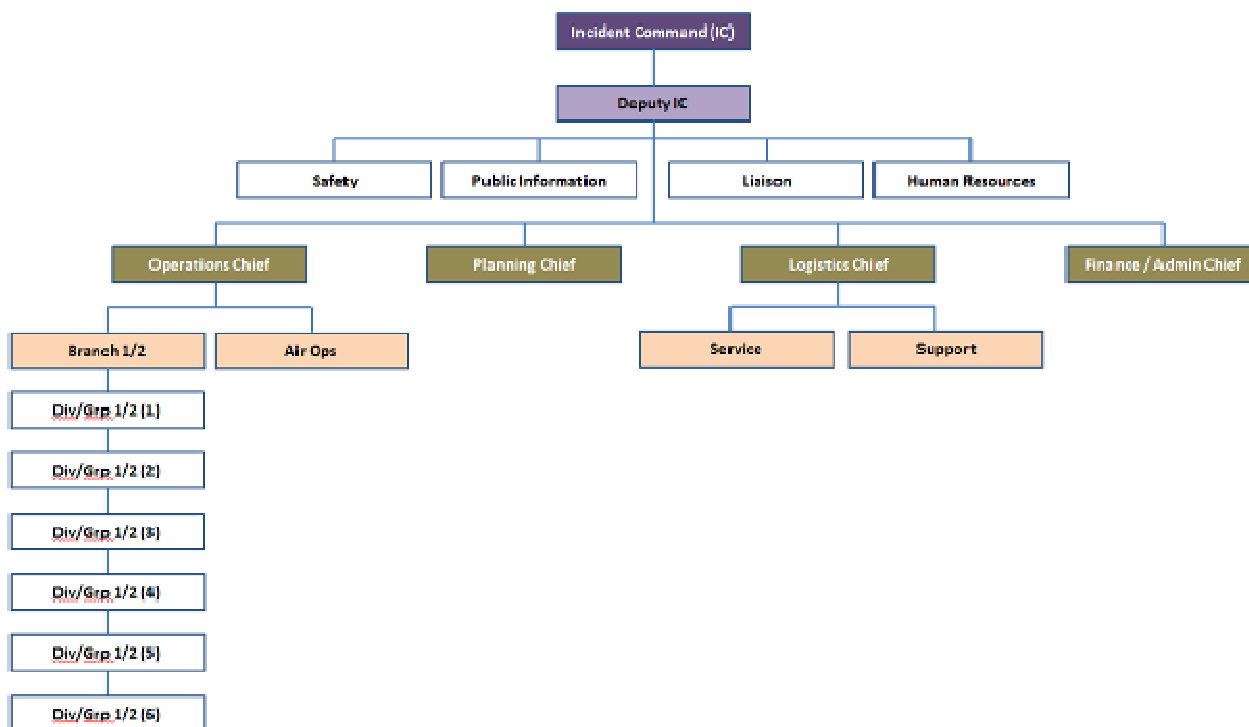 Incident Command (IC)
Deputy IC
Safety
Public Information
Liaison
Human Resources
Operations Chief
Planning Chief
Logistics Chief
Finance / Admin Chief
Branch 1/2
Air Ops
Service
Support
Div/Grp 1/2 (1)
Div/Grp 1/2 (2)
Div/Grp 1/2 (3)
Div/Grp 1/2 (4)
Div/Grp 1/2 (5)
Div/Grp 1/2 (6)